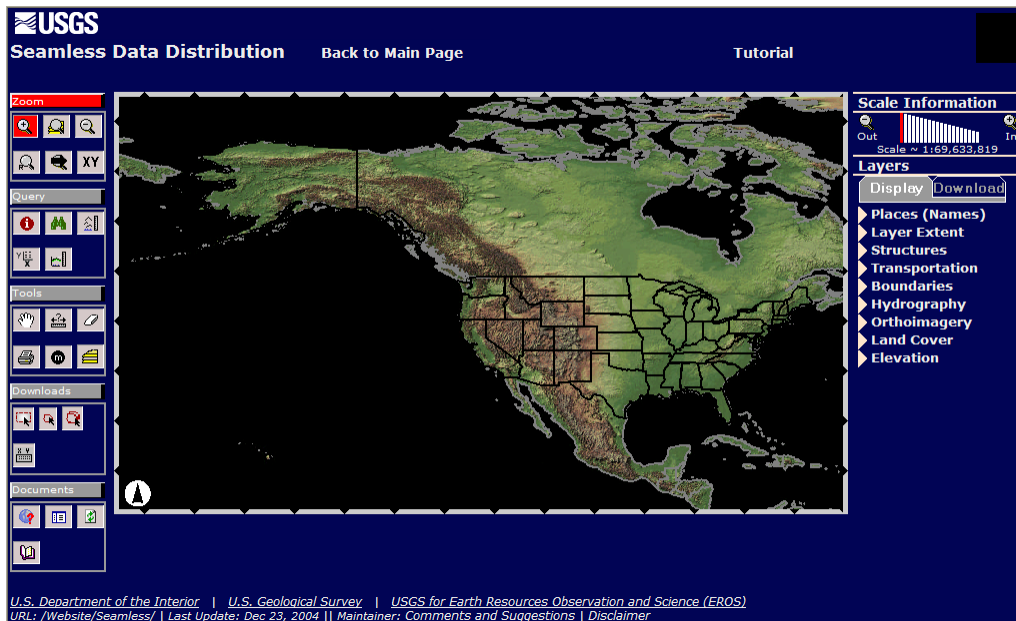 USGS
Seamless Data Distribution Back to Main Page Tutorial
Zoom
XY
Query
Tools
m
Downloads
X Y
Documents
Scale Information
Out In
Scale ~ 1:69,633,819
Layers
Display Download
Places (Names)
Layer Extent
Structures
Transportation
Boundaries
Hydrography
Orthoimagery
Land Cover
Elevation
U.S. Department of the Interior | U.S. Geological Survey | USGS for Earth Resources Observation and Science (EROS)
URL: /Website/Seamless/ | Last Update: Dec 23, 2004 || Maintainer: Comments and Suggestions | Disclaimer